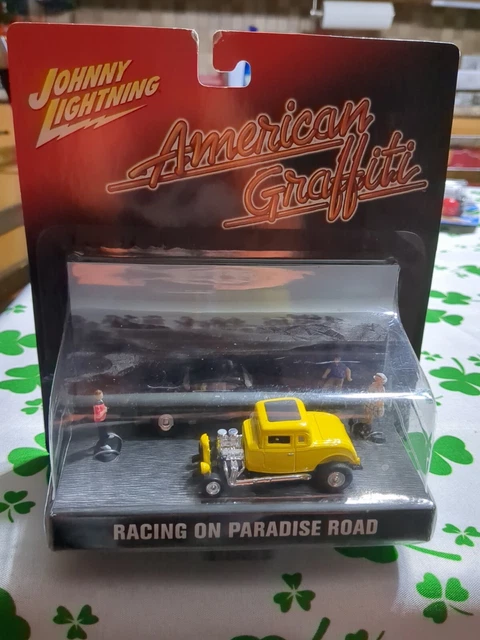 JOHNNY
LIGHTNING
American
Graffiti
RACING ON PARADISE ROAD